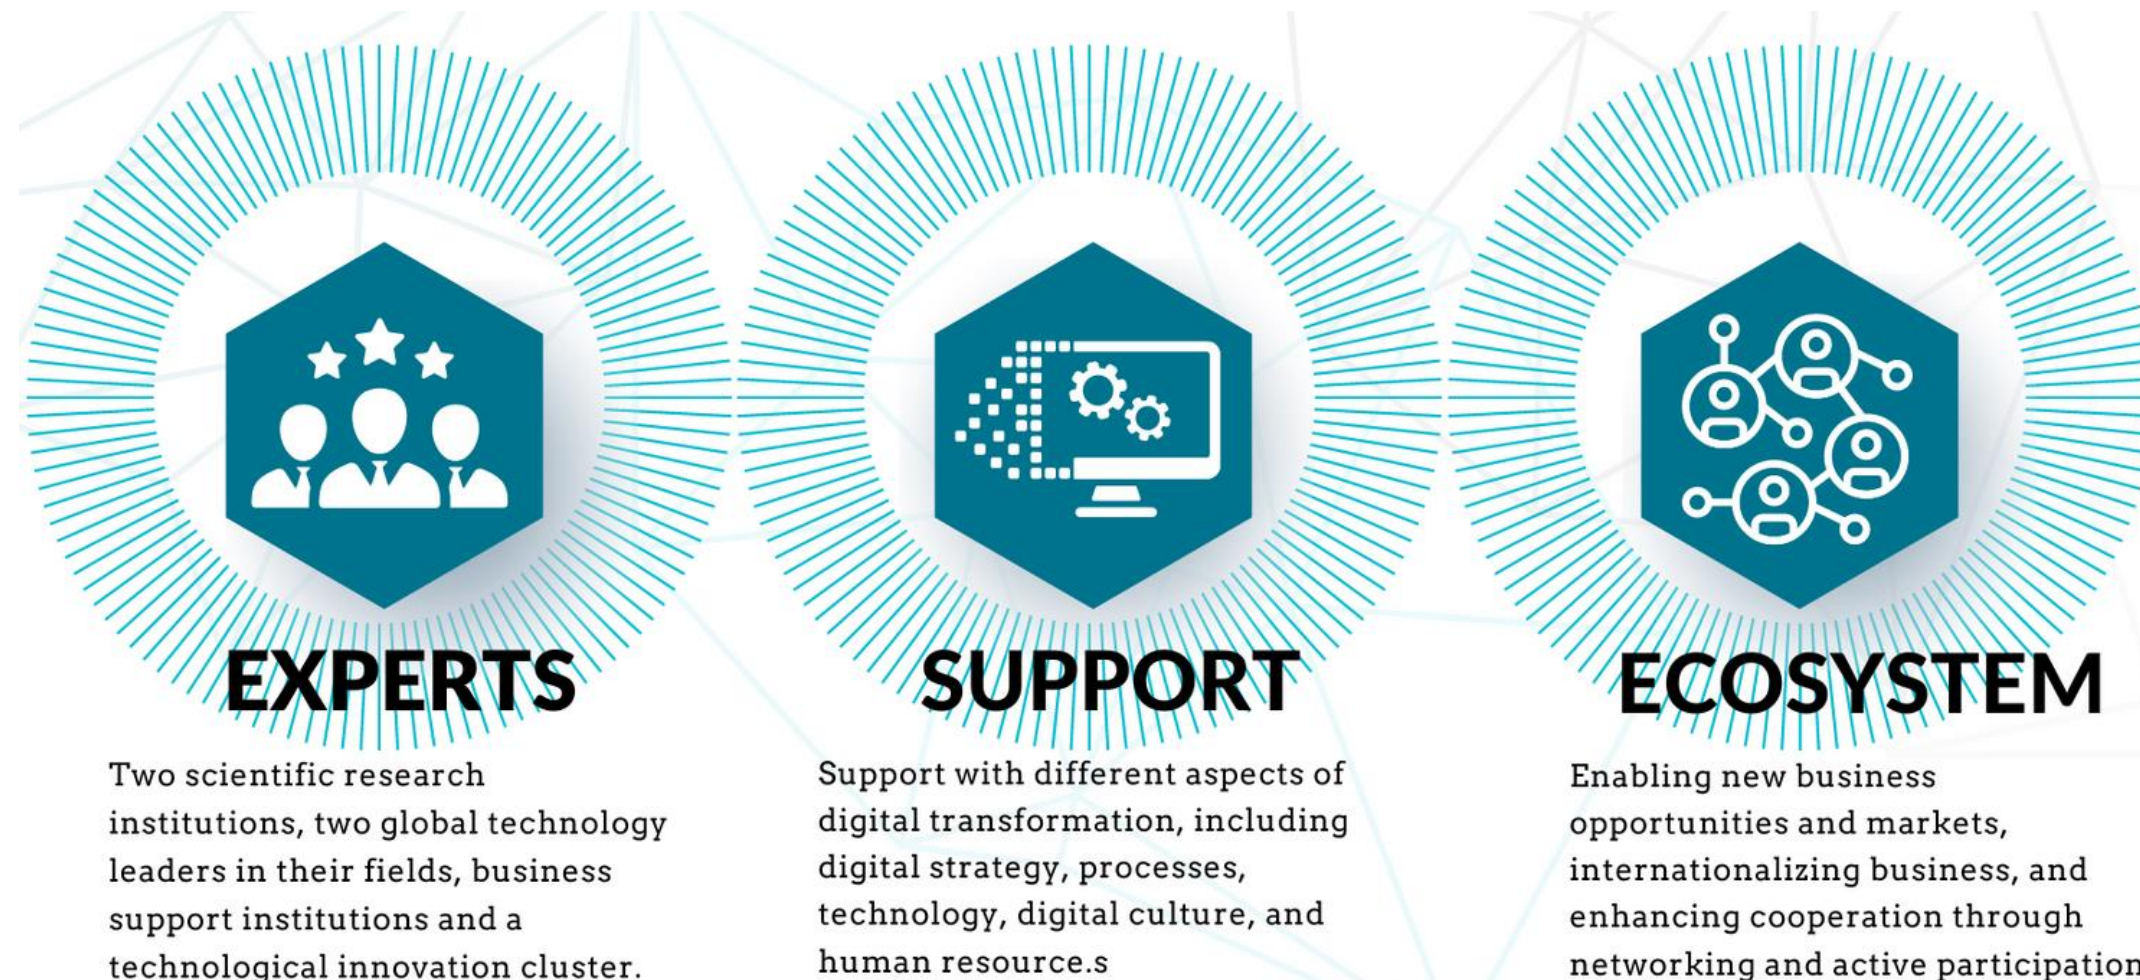 EXPERTS
Two scientific research
institutions, two global technology
leaders in their fields, business
support institutions and a
technological innovation cluster.
SUPPORT
Support with different aspects of
digital transformation, including
digital strategy, processes,
technology, digital culture, and
human resource.s
ECOSYSTEM
Enabling new business
opportunities and markets,
internationalizing business, and
enhancing cooperation through
networking and active participation